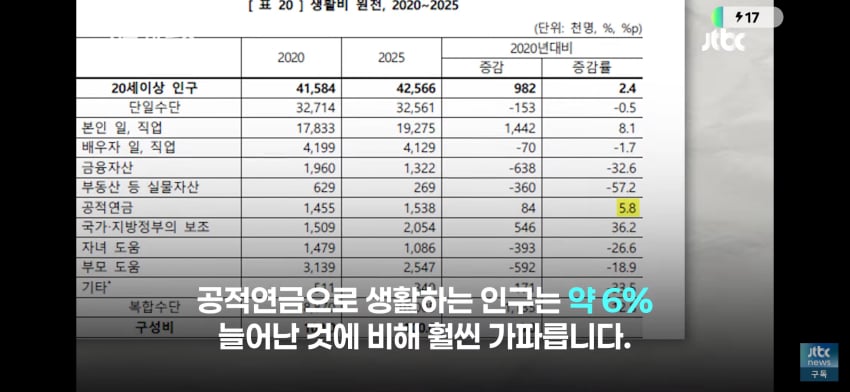 [ 표 20 ] 생활비 원천, 2020~2025
17
jtbc
(단위: 천명, %, %p)
2020 2025 2020년대비
증감 증감률
20세이상 인구 41,584 42,566 982 2.4
단일수단 32,714 32,561 -153 -0.5
본인 일, 직업 17,833 19,275 1,442 8.1
배우자 일, 직업 4,199 4,129 -70 -1.7
금융자산 1,960 1,322 -638 -32.6
부동산 등 실물자산 629 269 -360 -57.2
공적연금 1,455 1,538 84 5.8
국가·지방정부의 보조 1,509 2,054 546 36.2
자녀 도움 1,479 1,086 -393 -26.6
부모 도움 3,139 2,547 -592 -18.9
기타*
복합수단
구성비
공적연금으로 생활하는 인구는 약 6%
늘어난 것에 비해 훨씬 가파릅니다.
jtbc
news
구독